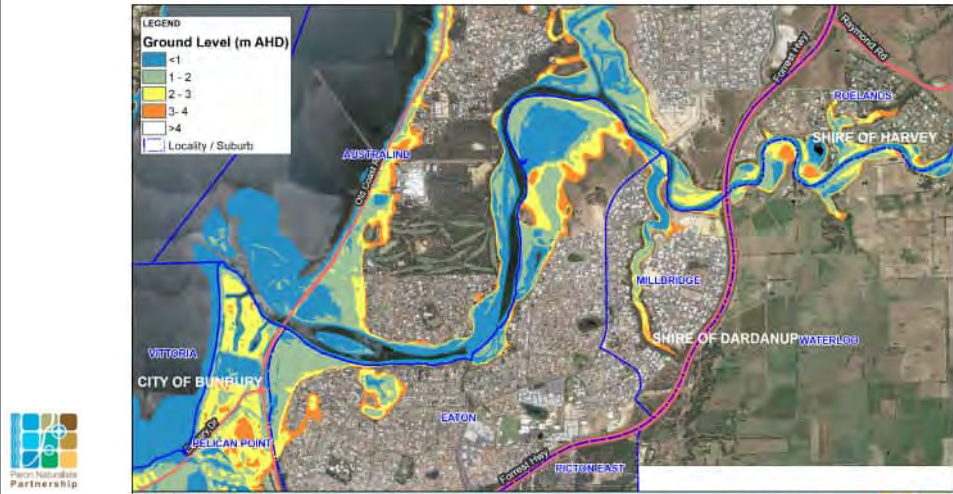 LEGEND
Ground Level (m AHD)
<1
1 - 2
2 - 3
3- 4
>4
Locality / Suburb
Forrest Hwy
Raymond Rd
ROELANDS
SHIRE OF HARVEY
AUSTRALIND
Old Coast Rd
MILLBRIDGE
SHIRE OF DARDANUP
WATERLOO
VITTORIA
CITY OF BUNBURY
EATON
PELICAN POINT
Forrest Hwy
PICTON EAST
Peron Naturaliste
Partnership